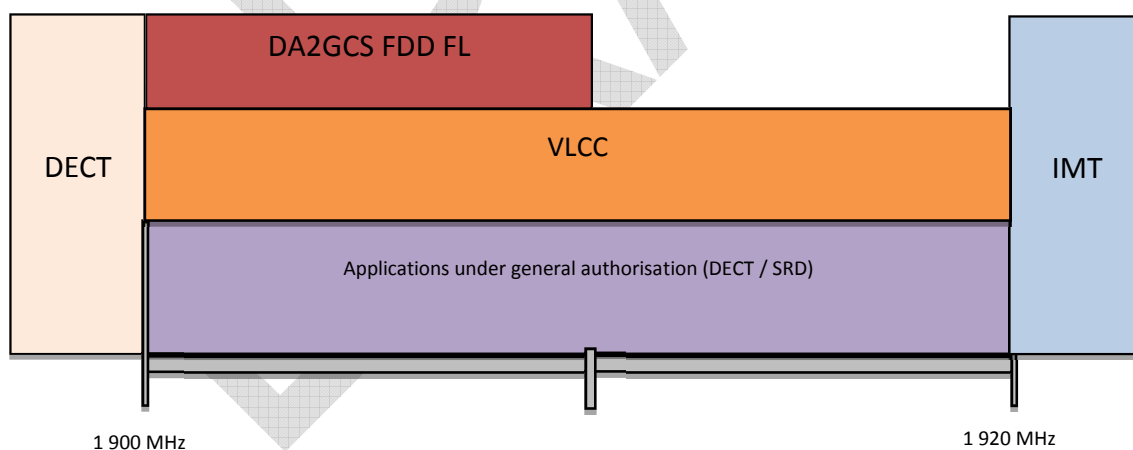 DA2GCS FDD FL
DECT
VLCC
IMT
Applications under general authorisation (DECT / SRD)
1 900 MHz
1 920 MHz